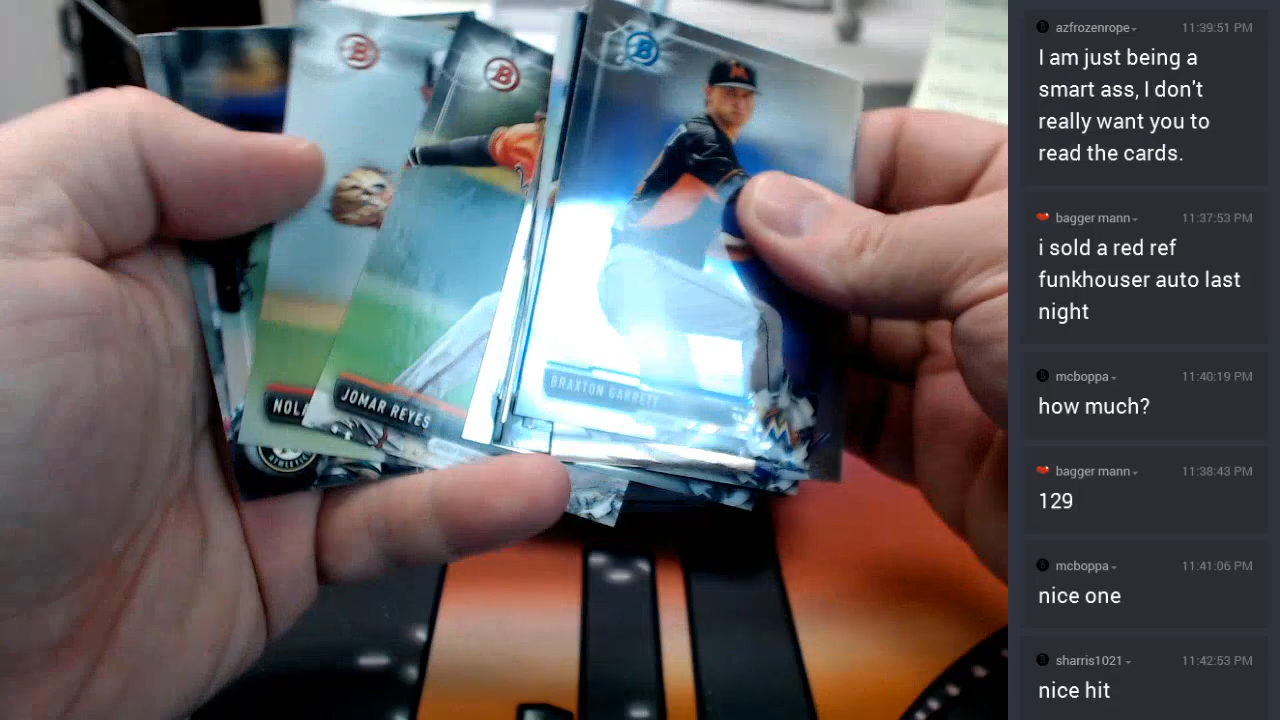 B
B
B
M
NOLA
JOMAR REYES
BRAXTON GARRETT
ATHLETICS
azfrozenrope
11:39:51 PM
I am just being a
smart ass, I don't
really want you to
read the cards.
bagger mann
11:37:53 PM
i sold a red ref
funkhouser auto last
night
mcboppa
11:40:19 PM
how much?
bagger mann
11:38:43 PM
129
mcboppa
11:41:06 PM
nice one
sharris1021
11:42:53 PM
nice hit